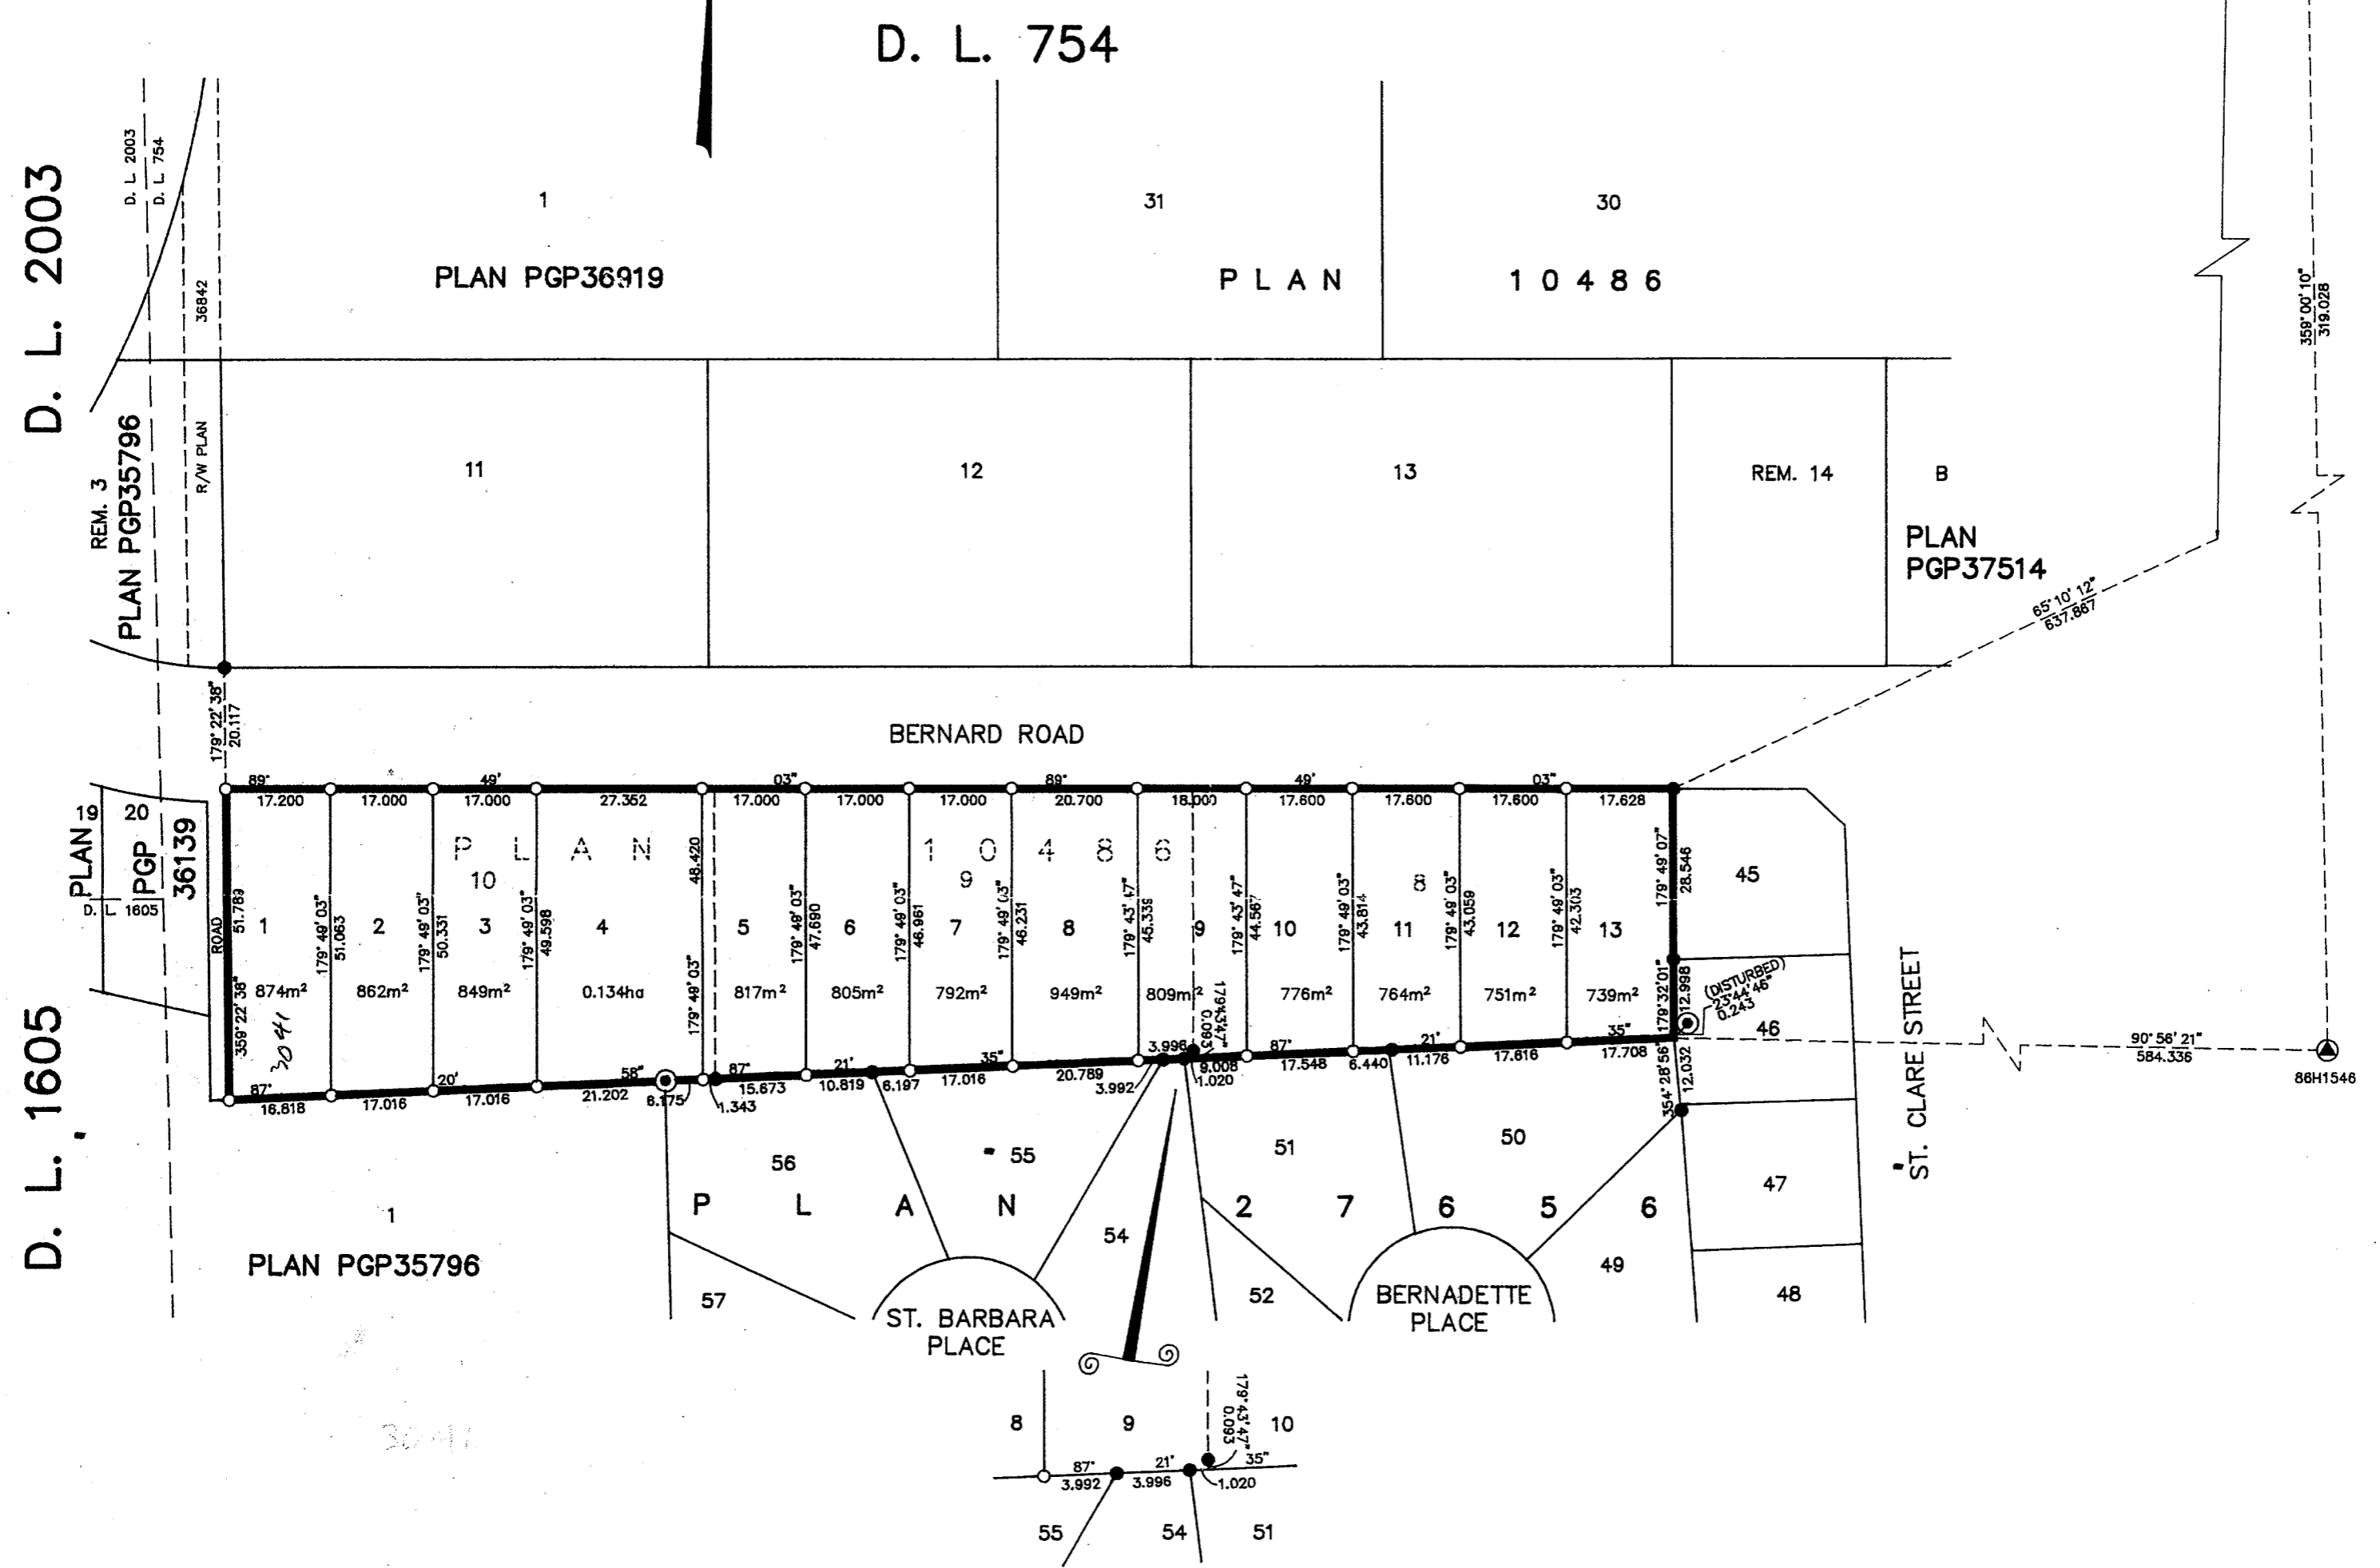 D. L. 754
D. L. 2003
D. L. 2003
D. L. 754
36842
1
31
30
PLAN PGP36919
PLAN
10486
359° 00' 10"
319.028
REM. 3
PLAN PGP35796
R/W PLAN
11
12
13
REM. 14
B
PLAN
PGP37514
65° 10' 12"
637.867
179° 22' 38"
20.117
BERNARD ROAD
89° 49' 03" 89° 49' 03"
17.200 17.000 17.000 27.352 17.000 17.000 17.000 20.700 18.000 17.600 17.600 17.600 17.628
PLAN
19 20
PGP
36139
D. L. 1605
ROAD
PLAN 10486
10
9
8
359° 22' 38"
51.789
179° 49' 03"
51.063
179° 49' 03"
50.331
179° 49' 03"
49.598
179° 49' 03"
48.420
179° 49' 03"
47.690
179° 49' 03"
46.961
179° 49' 03"
46.231
179° 43' 47"
45.339
179° 43' 47"
44.567
179° 49' 03"
43.814
179° 49' 03"
43.059
179° 49' 03"
42.303
179° 49' 07"
28.546
45
1 2 3 4 5 6 7 8 9 10 11 12 13
874m² 862m² 849m² 0.134ha 817m² 805m² 792m² 949m² 809m² 776m² 764m² 751m² 739m²
3041
179° 43' 47"
0.093
179° 32' 01"
12.998
(DISTURBED)
23° 44' 46"
0.243
46
87° 20' 58"
16.818 17.016 17.016 21.202
87° 21' 35"
6.175 1.343 15.673 10.819 6.197 17.016 20.789 3.992 3.996 1.020 9.008
87° 21' 35"
17.548 6.440 11.176 17.616 17.708
354° 28' 56"
12.032
90° 56' 21"
584.336
86H1546
ST. CLARE STREET
D. L. 1605
1
PLAN PGP35796
56
55
54
51
50
47
PLAN 27656
57
52
49
48
ST. BARBARA
PLACE
BERNADETTE
PLACE
8
9
10
179° 43' 47"
0.093
87° 21' 35"
3.992 3.996 1.020
55
54
51
3041